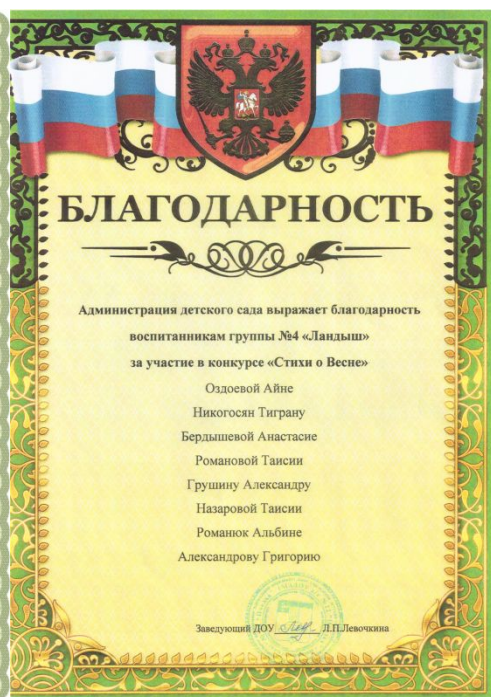 БЛАГОДАРНОСТЬ
Администрация детского сада выражает благодарность
воспитанникам группы №4 «Ландыш»
за участие в конкурсе «Стихи о Весне»
Оздоевой Айне
Никогосян Тиграну
Бердышевой Анастасие
Романовой Таисии
Грушину Александру
Назаровой Таисии
Романюк Альбине
Александрову Григорию
Заведующий ДОУ Л.П.Левочкина